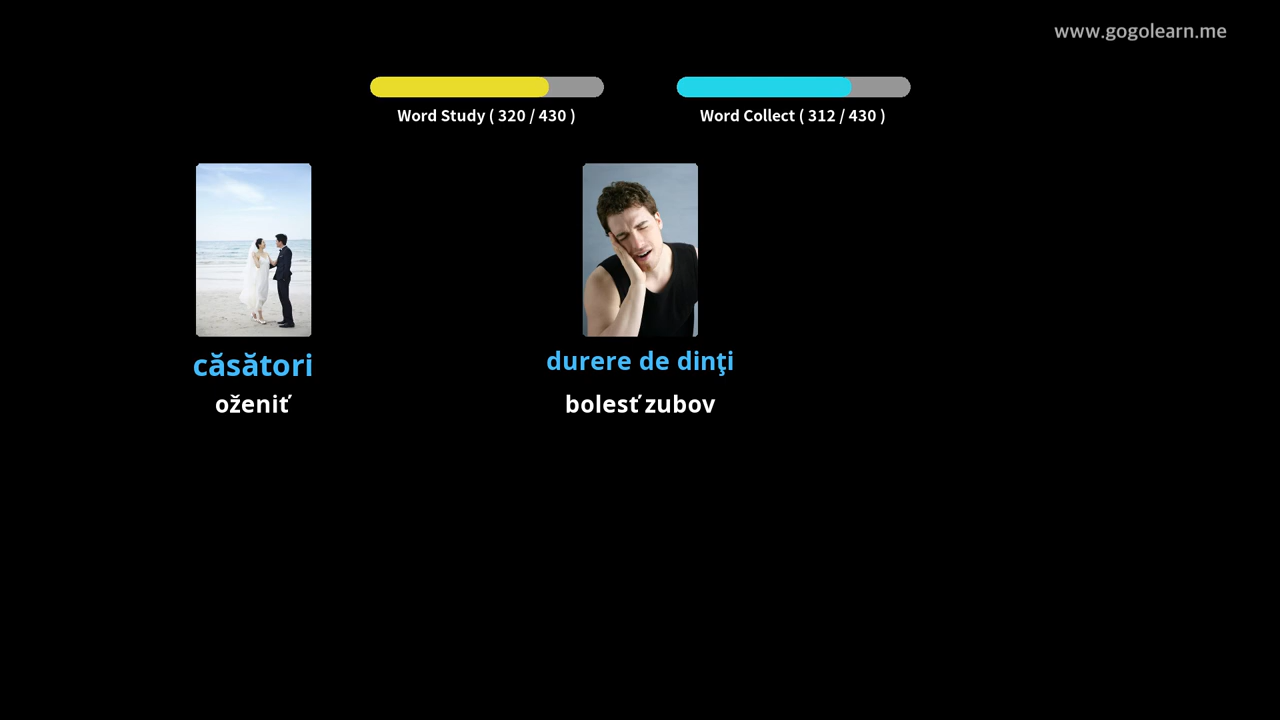 www.gogolearn.me
Word Study ( 320 / 430 )
Word Collect ( 312 / 430 )
căsători
oženiť
durere de dinţi
bolesť zubov